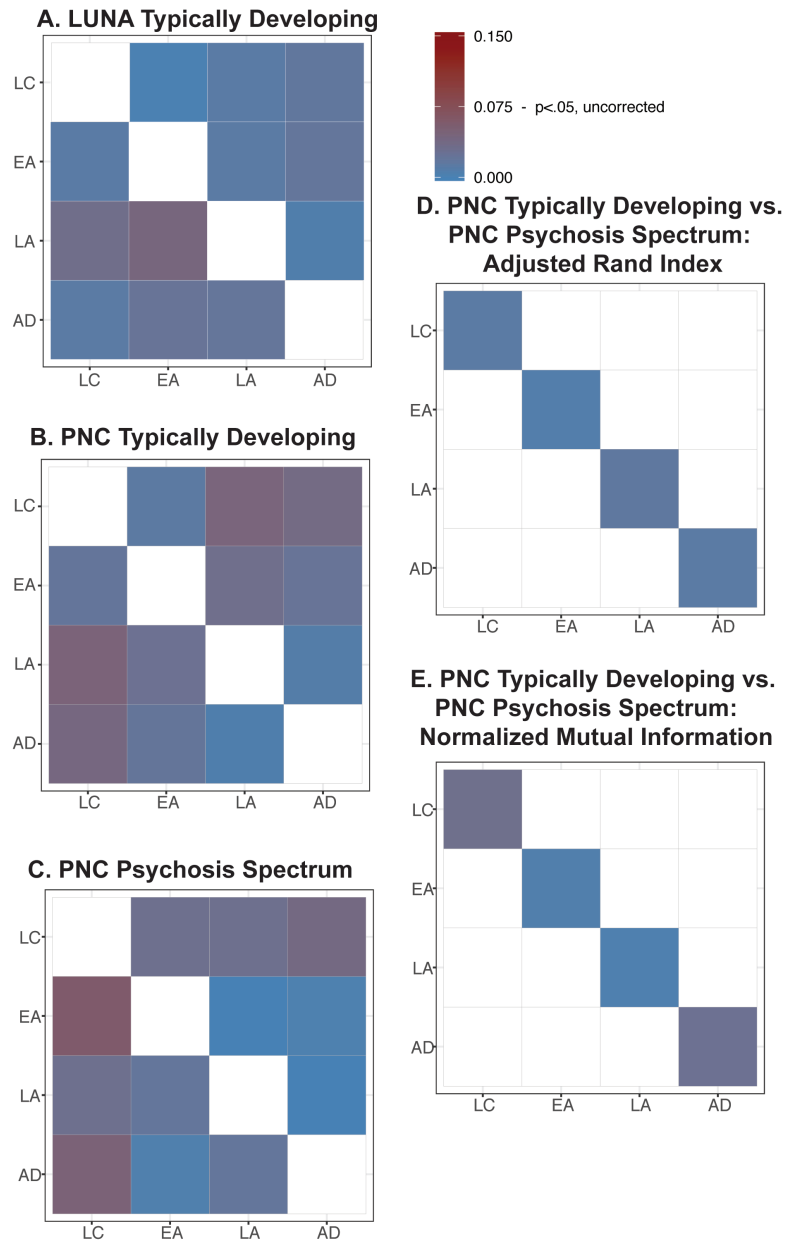 A. LUNA Typically Developing
LC
EA
LA
AD
LC EA LA AD
B. PNC Typically Developing
LC
EA
LA
AD
LC EA LA AD
C. PNC Psychosis Spectrum
LC
EA
LA
AD
LC EA LA AD
0.150
0.075 - p<.05, uncorrected
0.000
D. PNC Typically Developing vs.
PNC Psychosis Spectrum:
Adjusted Rand Index
LC
EA
LA
AD
LC EA LA AD
E. PNC Typically Developing vs.
PNC Psychosis Spectrum:
Normalized Mutual Information
LC
EA
LA
AD
LC EA LA AD